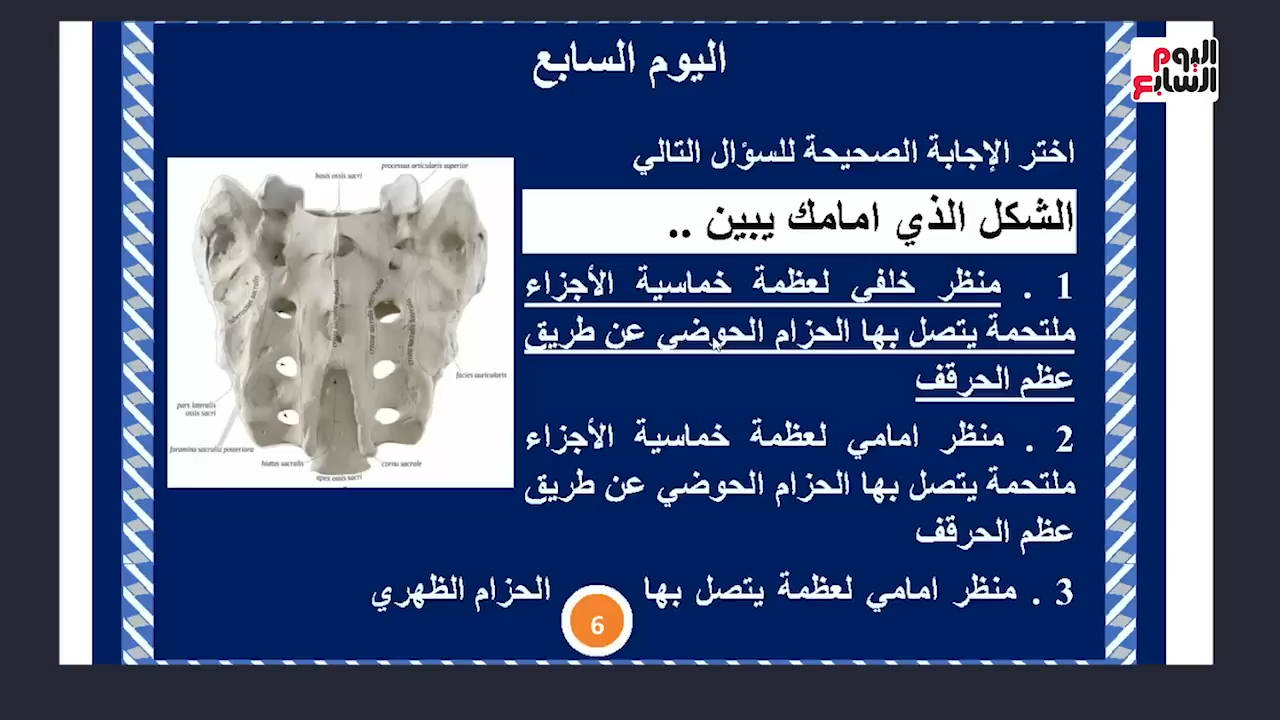 اليوم السابع
اليوم
السابع
اختر الإجابة الصحيحة للسؤال التالي
الشكل الذي امامك يبين ..
1 . منظر خلفي لعظمة خماسية الأجزاء
ملتحمة يتصل بها الحزام الحوضي عن طريق
عظم الحرقف
2 . منظر امامي لعظمة خماسية الأجزاء
ملتحمة يتصل بها الحزام الحوضي عن طريق
عظم الحرقف
3 . منظر امامي لعظمة يتصل بها الحزام الظهري
6
processus articularis superior
basis ossis sacri
facies auricularis
pars lateralis
ossis sacri
foramina sacralia posteriora
hiatus sacralis
cornu sacrale
apex ossis sacri